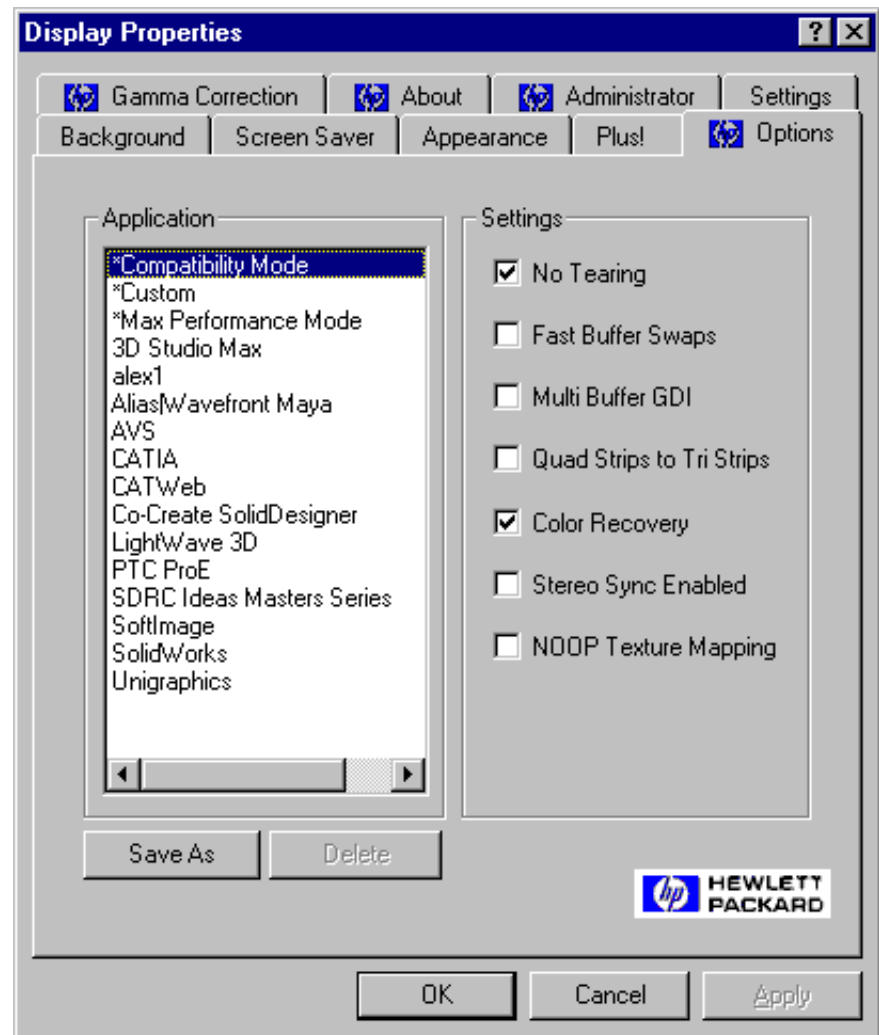 Display Properties
Gamma Correction
About
Administrator
Settings
Background
Screen Saver
Appearance
Plus!
Options
Application
*Compatibility Mode
*Custom
*Max Performance Mode
3D Studio Max
alex1
Alias|Wavefront Maya
AVS
CATIA
CATWeb
Co-Create SolidDesigner
LightWave 3D
PTC ProE
SDRC Ideas Masters Series
SoftImage
SolidWorks
Unigraphics
Settings
No Tearing
Fast Buffer Swaps
Multi Buffer GDI
Quad Strips to Tri Strips
Color Recovery
Stereo Sync Enabled
NOOP Texture Mapping
Save As
Delete
hp HEWLETT
PACKARD
OK
Cancel
Apply